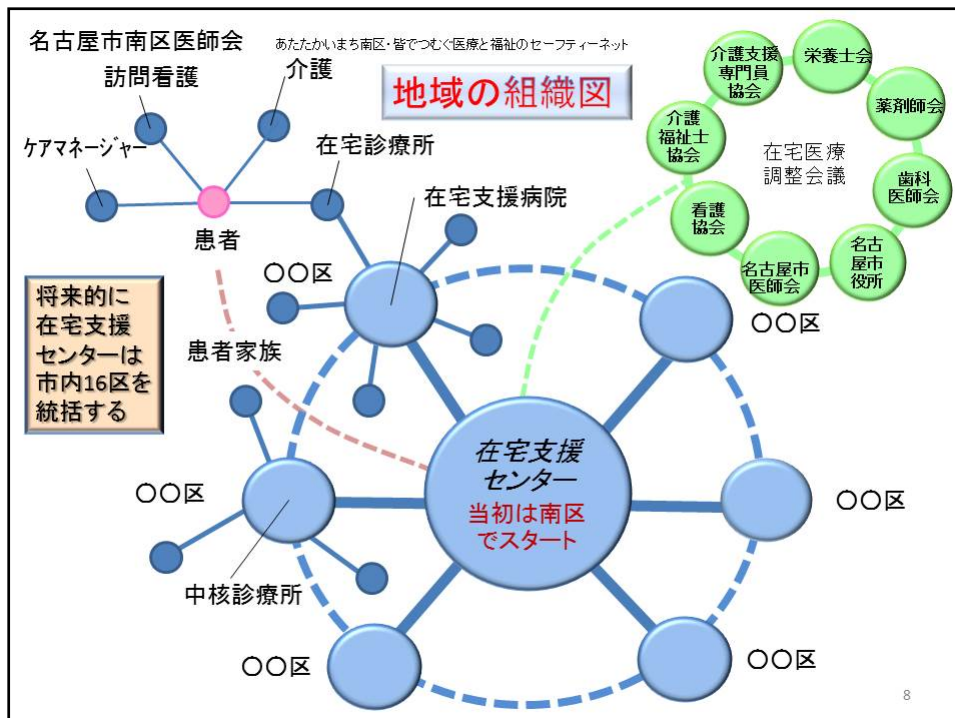 名古屋市南区医師会
あたたかいまち南区・皆でつむぐ医療と福祉のセーフティーネット
地域の組織図
訪問看護
介護
ケアマネージャー
在宅診療所
患者
在宅支援病院
〇〇区
将来的に
在宅支援
センターは
市内16区を
統括する
患者家族
介護支援
専門員
協会
栄養士会
薬剤師会
歯科
医師会
名古
屋市
役所
名古屋市
医師会
看護
協会
介護
福祉士
協会
在宅医療
調整会議
〇〇区
在宅支援
センター
当初は南区
でスタート
〇〇区
〇〇区
中核診療所
〇〇区
〇〇区
8